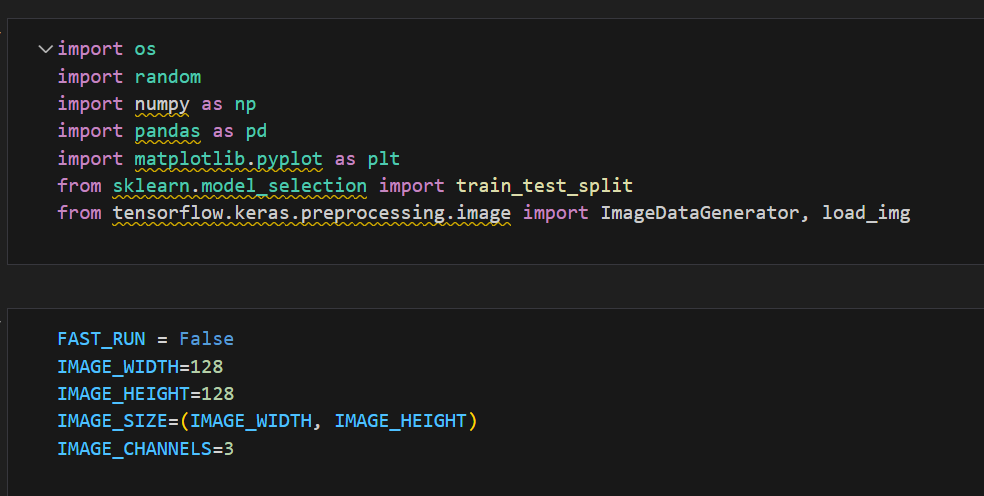 import os
import random
import numpy as np
import pandas as pd
import matplotlib.pyplot as plt
from sklearn.model_selection import train_test_split
from tensorflow.keras.preprocessing.image import ImageDataGenerator, load_img
FAST_RUN = False
IMAGE_WIDTH=128
IMAGE_HEIGHT=128
IMAGE_SIZE=(IMAGE_WIDTH, IMAGE_HEIGHT)
IMAGE_CHANNELS=3